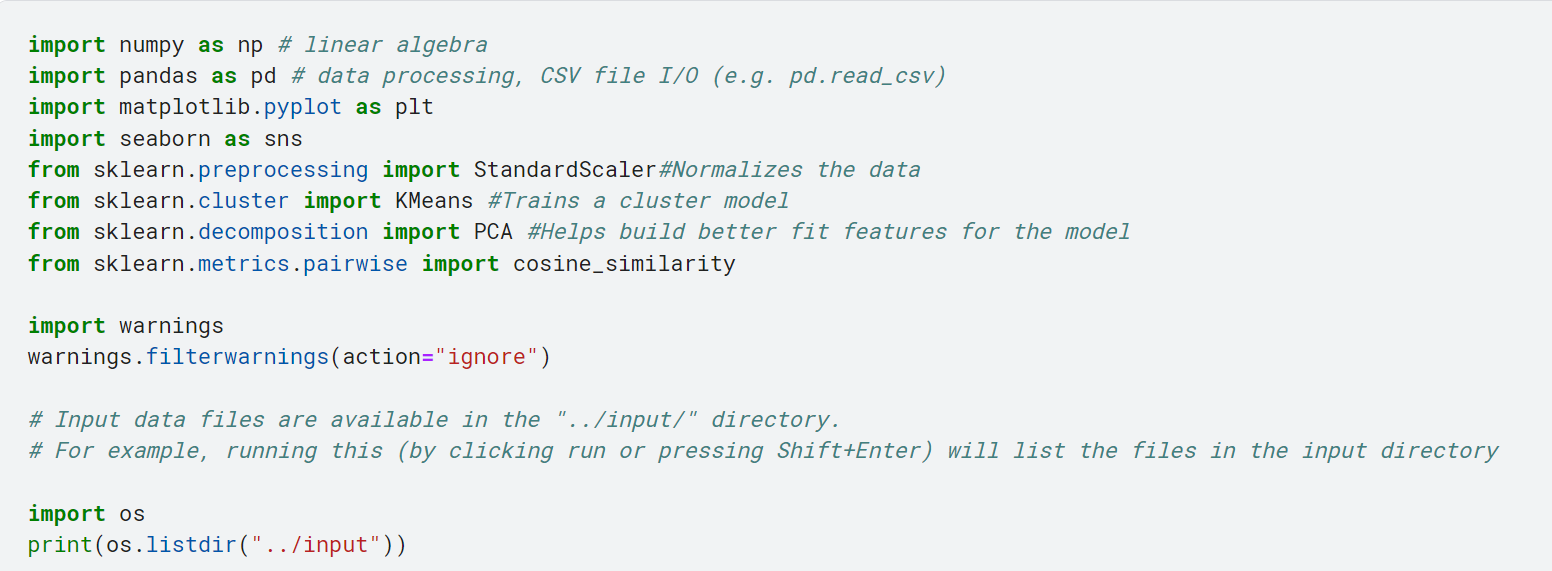 import numpy as np # linear algebra
import pandas as pd # data processing, CSV file I/O (e.g. pd.read_csv)
import matplotlib.pyplot as plt
import seaborn as sns
from sklearn.preprocessing import StandardScaler#Normalizes the data
from sklearn.cluster import KMeans #Trains a cluster model
from sklearn.decomposition import PCA #Helps build better fit features for the model
from sklearn.metrics.pairwise import cosine_similarity

import warnings
warnings.filterwarnings(action="ignore")

# Input data files are available in the "../input/" directory.
# For example, running this (by clicking run or pressing Shift+Enter) will list the files in the input directory

import os
print(os.listdir("../input"))